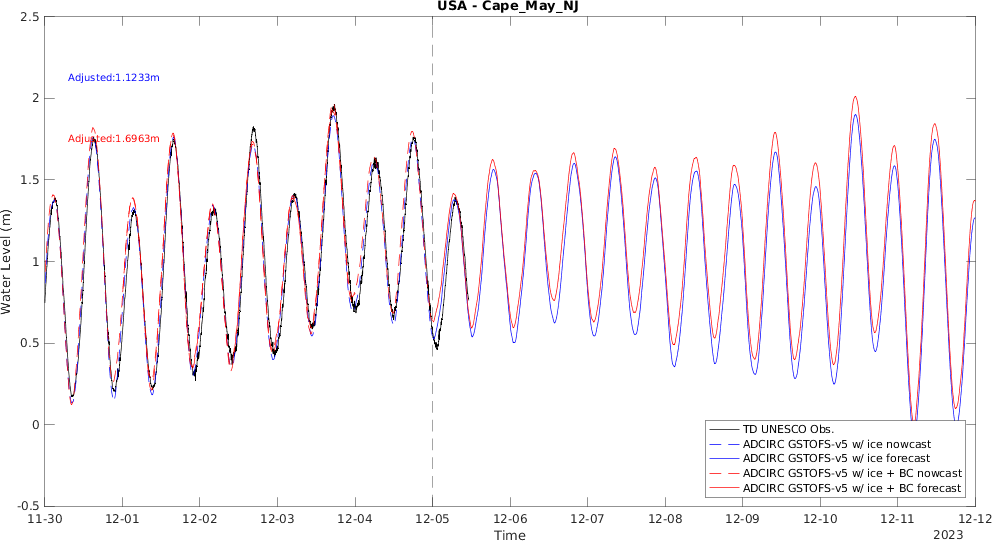 USA - Cape_May_NJ
2.5
2
1.5
1
0.5
0
-0.5
Water Level (m)
Adjusted:1.1233m
Adjusted:1.6963m
TD UNESCO Obs.
ADCIRC GSTOFS-v5 w/ ice nowcast
ADCIRC GSTOFS-v5 w/ ice forecast
ADCIRC GSTOFS-v5 w/ ice + BC nowcast
ADCIRC GSTOFS-v5 w/ ice + BC forecast
11-30 12-01 12-02 12-03 12-04 12-05 12-06 12-07 12-08 12-09 12-10 12-11 12-12
Time
2023